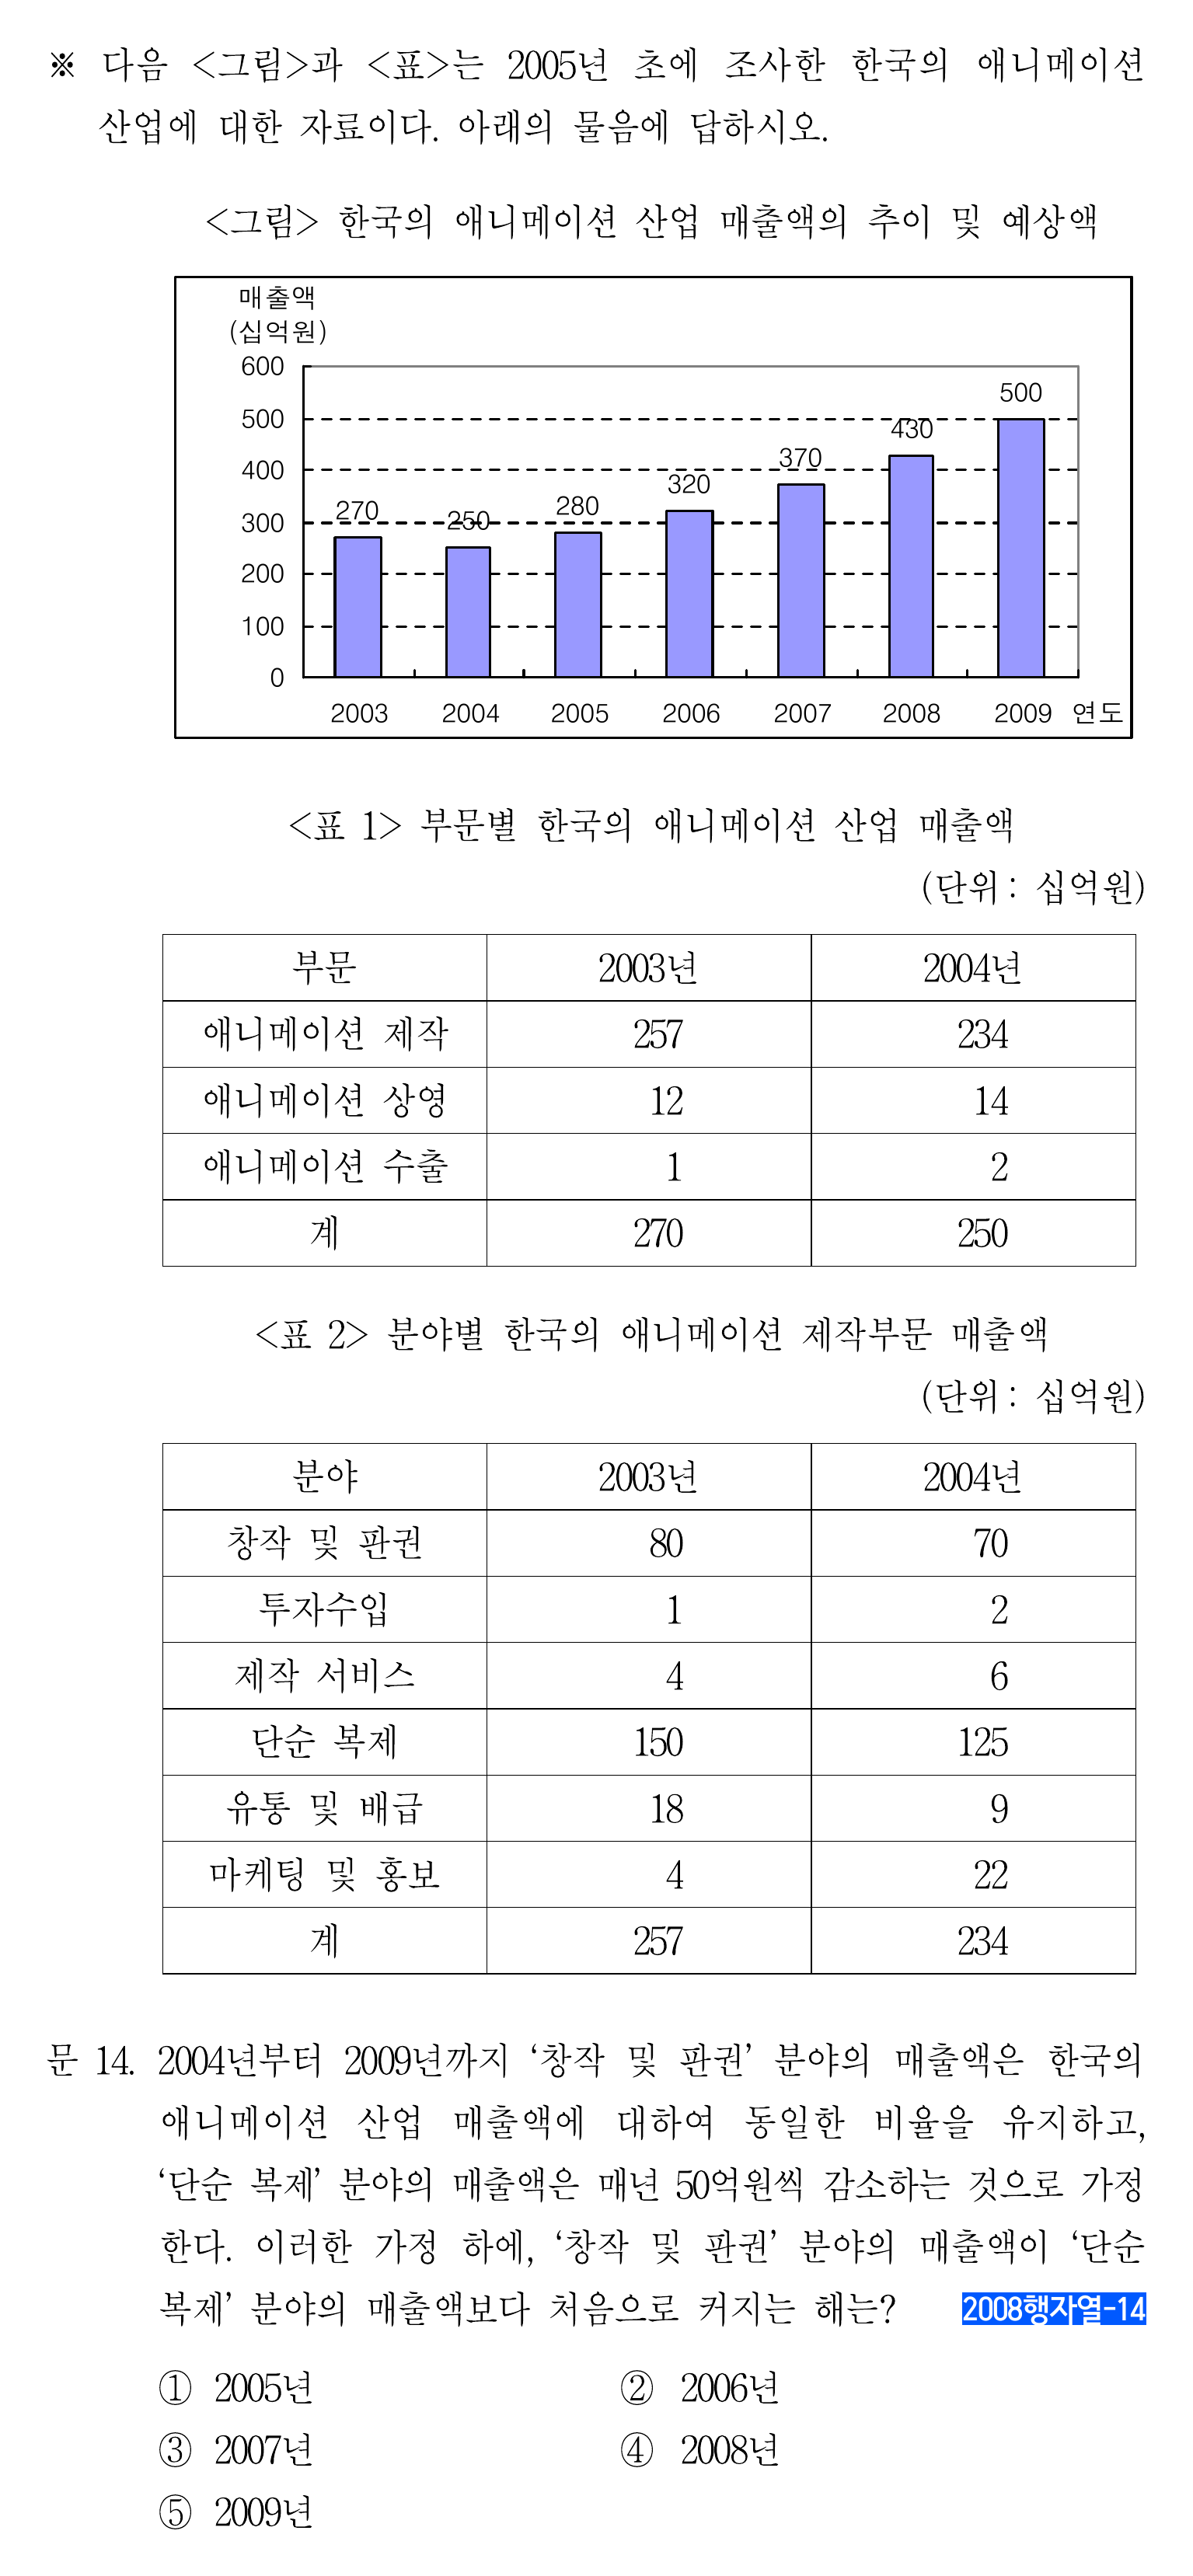 ※ 다음 <그림>과 <표>는 2005년 초에 조사한 한국의 애니메이션
산업에 대한 자료이다. 아래의 물음에 답하시오.
<그림> 한국의 애니메이션 산업 매출액의 추이 및 예상액
매출액
(십억원)
600
500
400
300
200
100
0
270
250
280
320
370
430
500
2003 2004 2005 2006 2007 2008 2009 연도
<표 1> 부문별 한국의 애니메이션 산업 매출액
(단위 : 십억원)
부문 2003년 2004년
애니메이션 제작 257 234
애니메이션 상영 12 14
애니메이션 수출 1 2
계 270 250
<표 2> 분야별 한국의 애니메이션 제작부문 매출액
(단위 : 십억원)
분야 2003년 2004년
창작 및 판권 80 70
투자수입 1 2
제작 서비스 4 6
단순 복제 150 125
유통 및 배급 18 9
마케팅 및 홍보 4 22
계 257 234
문 14. 2004년부터 2009년까지 ‘창작 및 판권’ 분야의 매출액은 한국의
애니메이션 산업 매출액에 대하여 동일한 비율을 유지하고,
‘단순 복제’ 분야의 매출액은 매년 50억원씩 감소하는 것으로 가정
한다. 이러한 가정 하에, ‘창작 및 판권’ 분야의 매출액이 ‘단순
복제’ 분야의 매출액보다 처음으로 커지는 해는? 2008행자열-14
① 2005년 ② 2006년
③ 2007년 ④ 2008년
⑤ 2009년